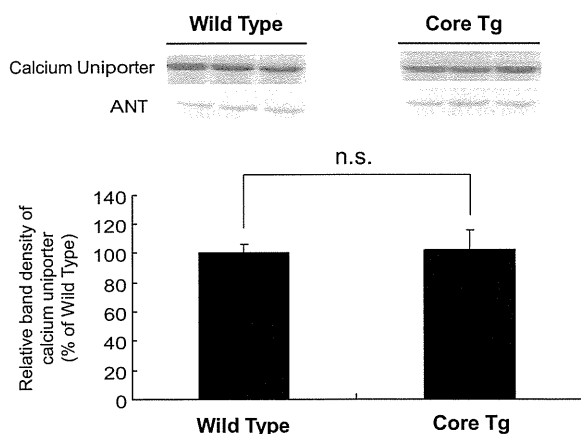 Wild Type Core Tg
Calcium Uniporter
ANT
n.s.
Relative band density of
calcium uniporter
(% of Wild Type)
140
120
100
80
60
40
20
0
Wild Type Core Tg